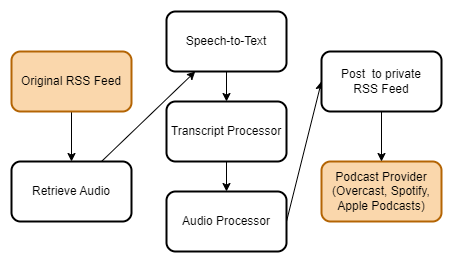 Original RSS Feed
Retrieve Audio
Speech-to-Text
Transcript Processor
Audio Processor
Post to private
RSS Feed
Podcast Provider
(Overcast, Spotify,
Apple Podcasts)